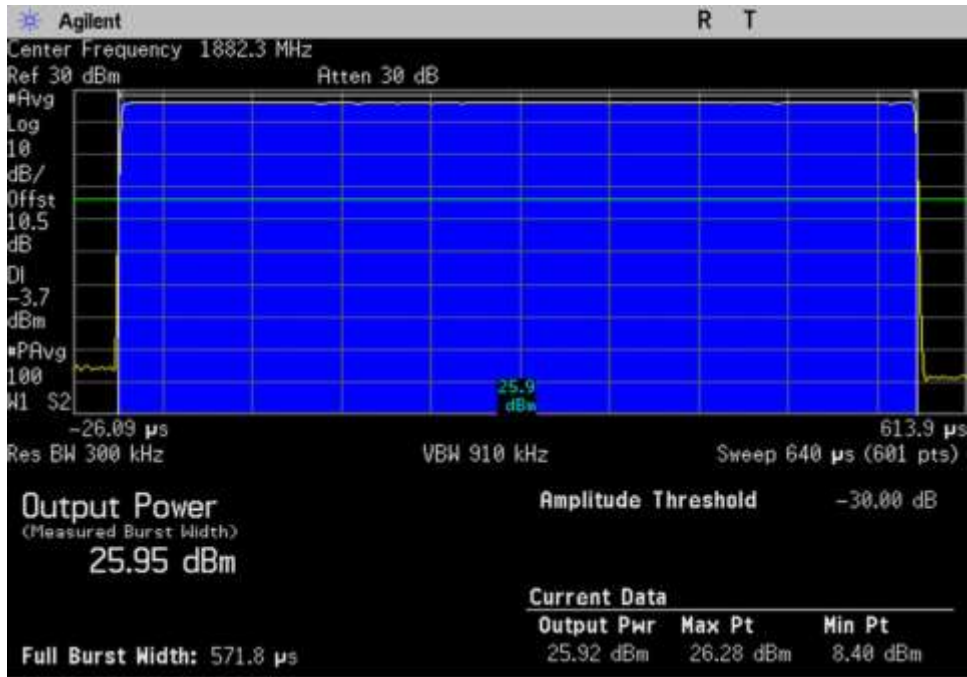 Agilent R T
Center Frequency 1882.3 MHz
Ref 30 dBm Atten 30 dB
#Avg
Log
10
dB/
Offst
10.5
dB
DI
-3.7
dBm
#PAvg
100
W1 S2
25.9
dBm
-26.09 µs 613.9 µs
Res BW 300 kHz VBW 910 kHz Sweep 640 µs (601 pts)
Output Power
(Measured Burst Width)
25.95 dBm
Amplitude Threshold -30.00 dB
Current Data
Output Pwr Max Pt Min Pt
25.92 dBm 26.28 dBm 8.40 dBm
Full Burst Width: 571.8 µs